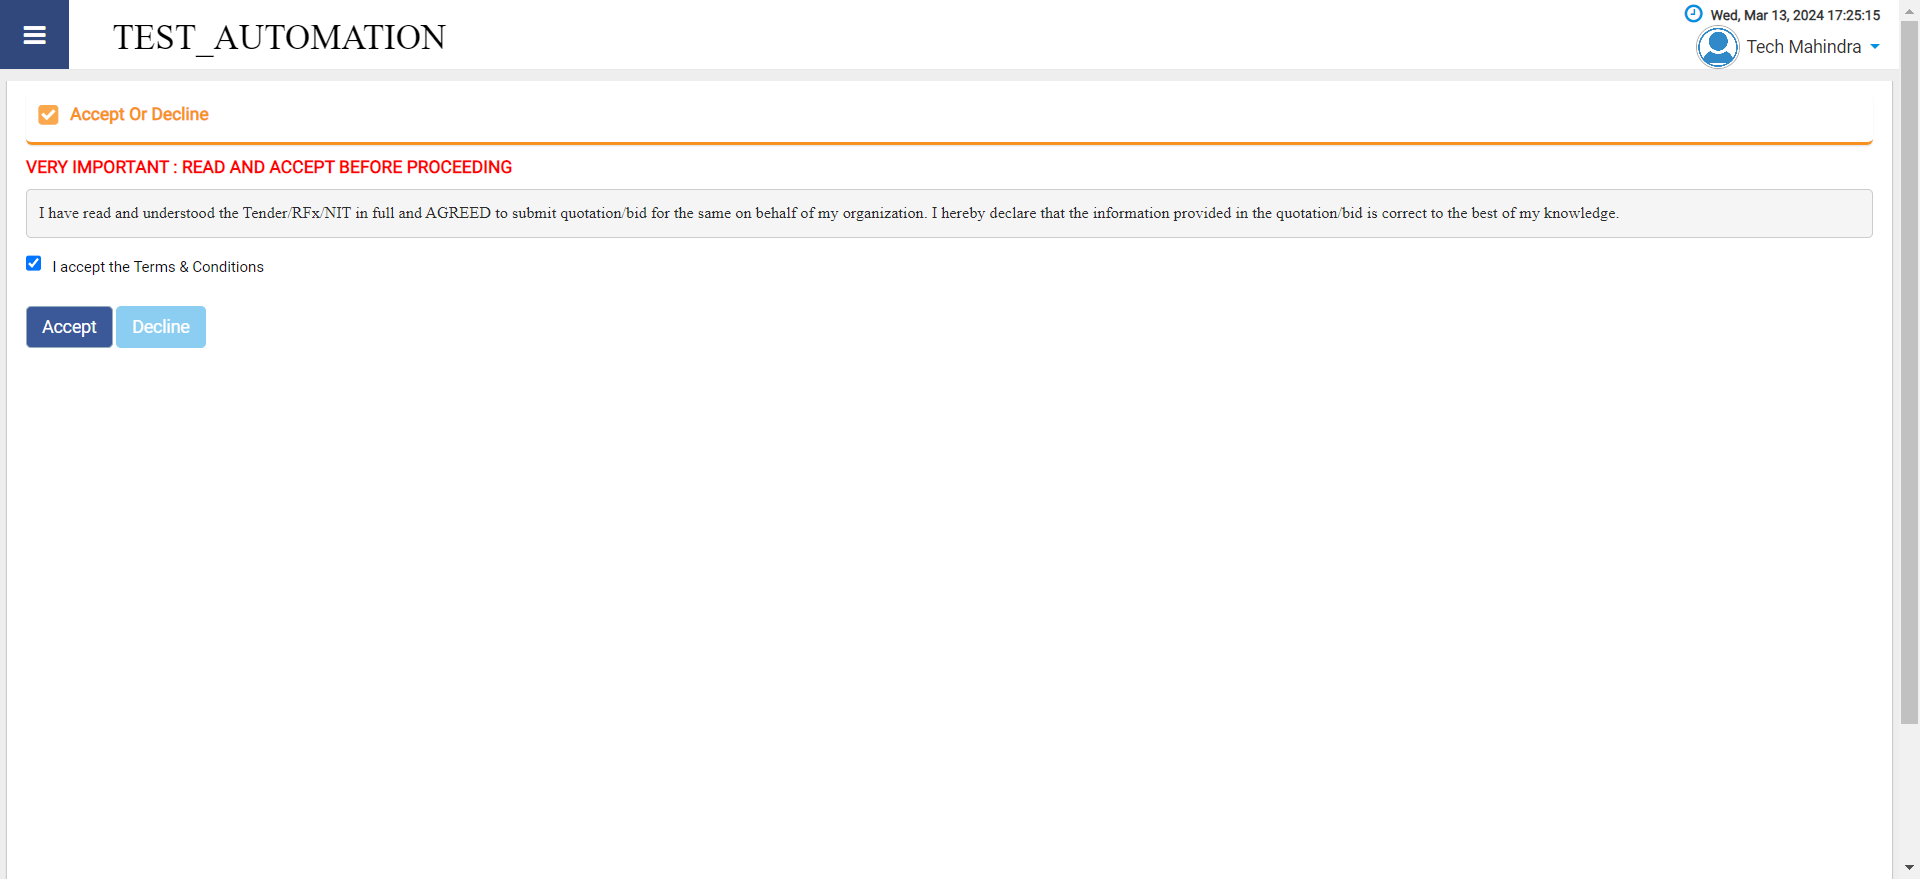 TEST_AUTOMATION
Wed, Mar 13, 2024 17:25:15
Tech Mahindra
Accept Or Decline
VERY IMPORTANT : READ AND ACCEPT BEFORE PROCEEDING
I have read and understood the Tender/RFx/NIT in full and AGREED to submit quotation/bid for the same on behalf of my organization. I hereby declare that the information provided in the quotation/bid is correct to the best of my knowledge.
I accept the Terms & Conditions
Accept Decline